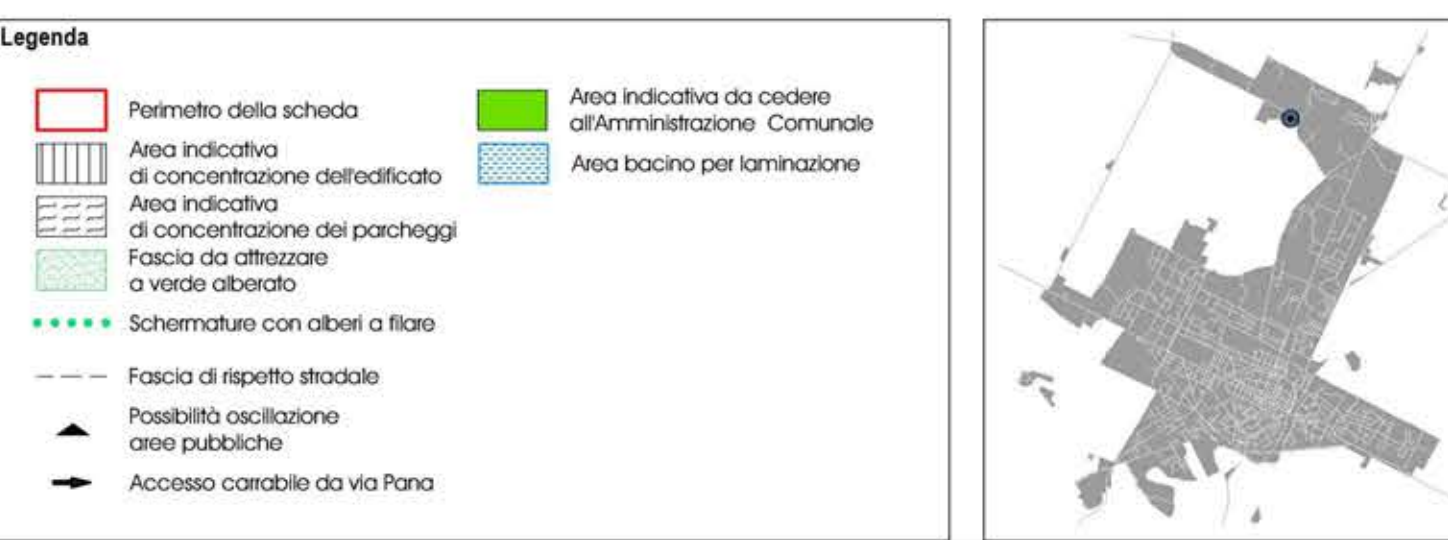 Legenda
Perimetro della scheda
Area indicativa
di concentrazione dell'edificato
Area indicativa
di concentrazione dei parcheggi
Fascia da attrezzare
a verde alberato
Schermature con alberi a filare
Fascia di rispetto stradale
Possibilità oscillazione
aree pubbliche
Accesso carrabile da via Pana
Area indicativa da cedere
all'Amministrazione Comunale
Area bacino per laminazione